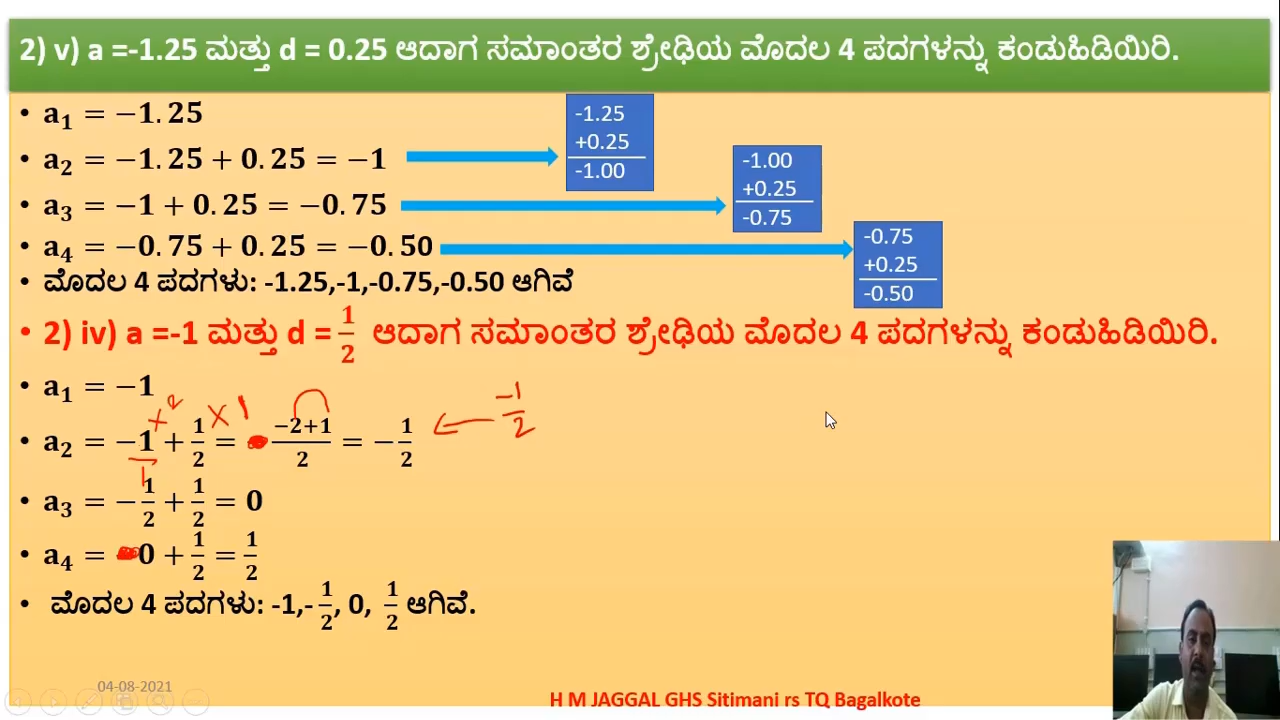 2) v) a =-1.25 ಮತ್ತು d = 0.25 ಆದಾಗ ಸಮಾಂತರ ಶ್ರೇಢಿಯ ಮೊದಲ 4 ಪದಗಳನ್ನು ಕಂಡುಹಿಡಿಯಿರಿ.
• a₁ = −1.25
• a₂ = −1.25 + 0.25 = −1
-1.25
+0.25
-1.00
• a₃ = −1 + 0.25 = −0.75
-1.00
+0.25
-0.75
• a₄ = −0.75 + 0.25 = −0.50
-0.75
+0.25
-0.50
• ಮೊದಲ 4 ಪದಗಳು: -1.25,-1,-0.75,-0.50 ಆಗಿವೆ
• 2) iv) a =-1 ಮತ್ತು d = 1/2 ಆದಾಗ ಸಮಾಂತರ ಶ್ರೇಢಿಯ ಮೊದಲ 4 ಪದಗಳನ್ನು ಕಂಡುಹಿಡಿಯಿರಿ.
• a₁ = −1
×2 ×1
• a₂ = −1/1 + 1/2 = (−2+1)/2 = −1/2 ← -1/2
• a₃ = −1/2 + 1/2 = 0
• a₄ = 0 + 1/2 = 1/2
• ಮೊದಲ 4 ಪದಗಳು: -1,-1/2, 0, 1/2 ಆಗಿವೆ.
04-08-2021
H M JAGGAL GHS Sitimani rs TQ Bagalkote